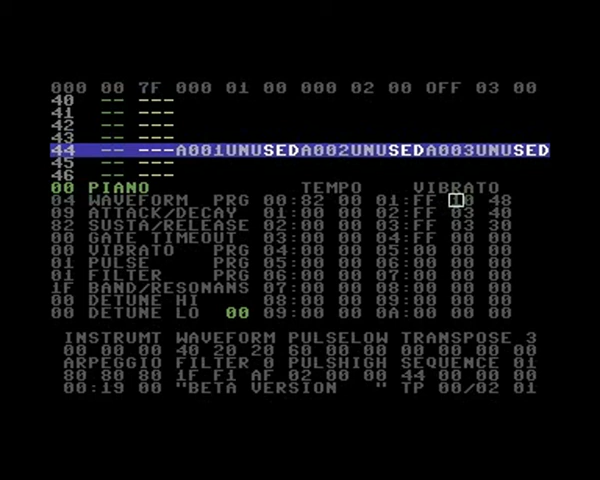 000 00 7F 000 01 00 000 02 00 OFF 03 00
40 -- ---
41 -- ---
42 -- ---
43 -- ---
44 -- ---A001UNUSEDA002UNUSEDA003UNUSED
45 -- ---
46 -- ---
00 PIANO TEMPO VIBRATO
04 WAVEFORM PRG 00:82 00 01:FF 10 48
09 ATTACK/DECAY 01:00 00 02:FF 03 40
82 SUSTA/RELEASE 02:00 00 03:FF 03 30
00 GATE TIMEOUT 03:00 00 04:FF 00 00
00 VIBRATO PRG 04:00 00 05:00 00 00
01 PULSE PRG 05:00 00 06:00 00 00
01 FILTER PRG 06:00 00 07:00 00 00
1F BAND/RESONANS 07:00 00 08:00 00 00
00 DETUNE HI 08:00 00 09:00 00 00
00 DETUNE LO 00 09:00 00 0A:00 00 00
INSTRUMT WAVEFORM PULSELOW TRANSPOSE 3
00 00 00 40 20 20 60 00 00 00 00 00 00
ARPEGGIO FILTER 0 PULSHIGH SEQUENCE 01
80 80 80 1F F1 AF 02 00 00 44 00 00 00
00:19 00 "BETA VERSION " TP 00/02 01